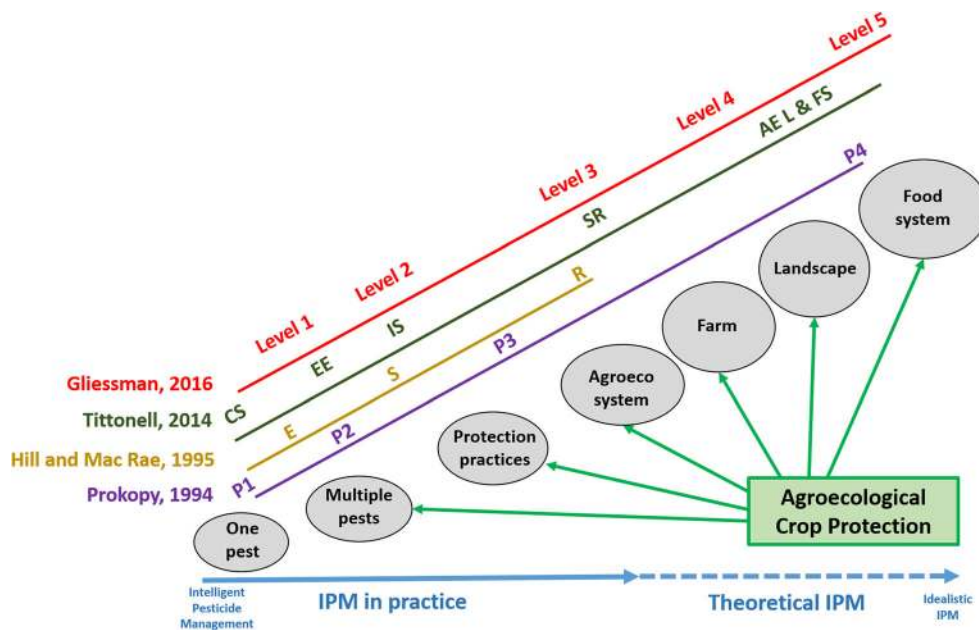 Level 1
Level 2
Level 3
Level 4
Level 5
Gliessman, 2016
CS
EE
IS
SR
AE L & FS
Tittonell, 2014
E
S
R
Hill and Mac Rae, 1995
P1
P2
P3
P4
Prokopy, 1994
One
pest
Multiple
pests
Protection
practices
Agroeco
system
Farm
Landscape
Food
system
Agroecological
Crop Protection
Intelligent
Pesticide
Management
IPM in practice
Theoretical IPM
Idealistic
IPM